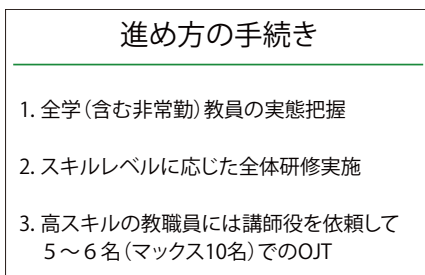 進め方の手続き
1. 全学(含む非常勤)教員の実態把握
2. スキルレベルに応じた全体研修実施
3. 高スキルの教職員には講師役を依頼して
５～６名(マックス10名)でのOJT